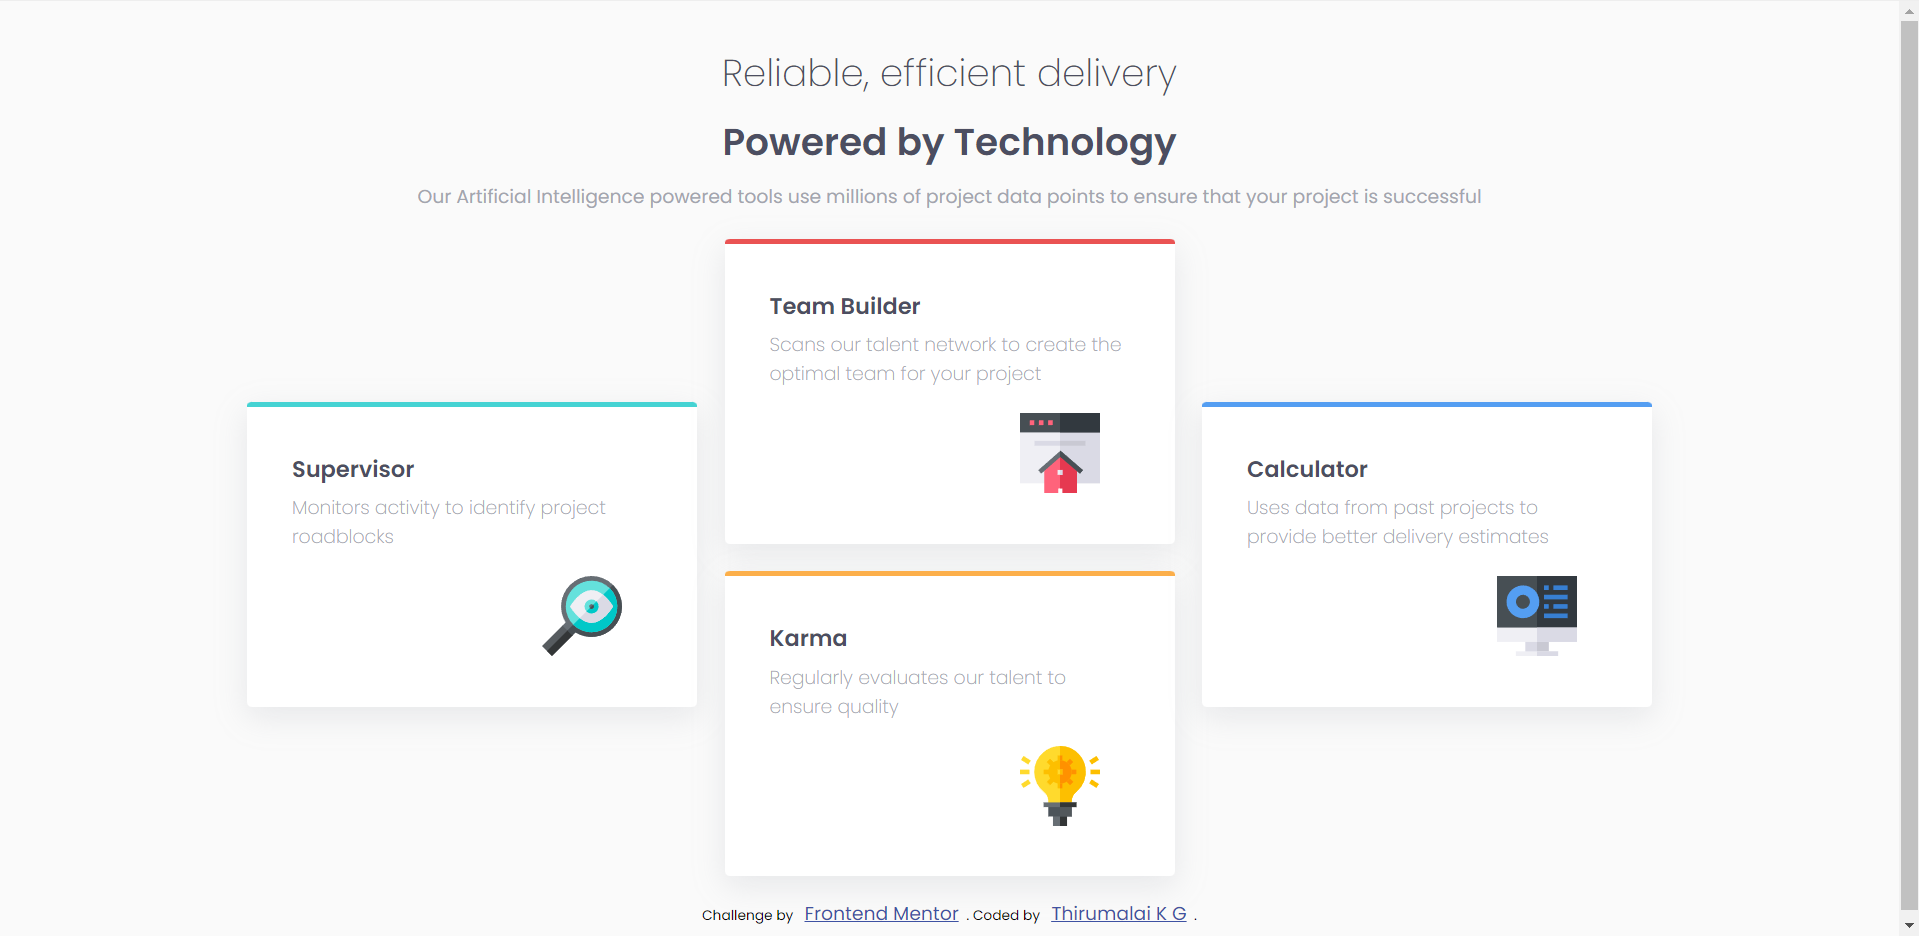 Reliable, efficient delivery
Powered by Technology
Our Artificial Intelligence powered tools use millions of project data points to ensure that your project is successful
Team Builder
Scans our talent network to create the
optimal team for your project
Supervisor
Monitors activity to identify project
roadblocks
Calculator
Uses data from past projects to
provide better delivery estimates
Karma
Regularly evaluates our talent to
ensure quality
Challenge by Frontend Mentor . Coded by Thirumalai K G .